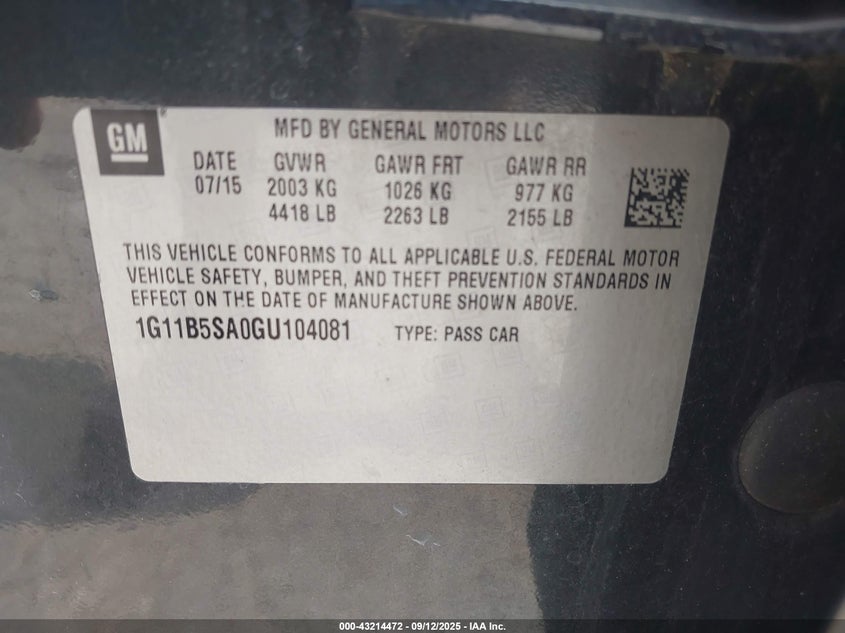 GM®
MFD BY GENERAL MOTORS LLC
DATE GVWR GAWR FRT GAWR RR
07/15 2003 KG 1026 KG 977 KG
4418 LB 2263 LB 2155 LB
THIS VEHICLE CONFORMS TO ALL APPLICABLE U.S. FEDERAL MOTOR
VEHICLE SAFETY, BUMPER, AND THEFT PREVENTION STANDARDS IN
EFFECT ON THE DATE OF MANUFACTURE SHOWN ABOVE.
1G11B5SA0GU104081 TYPE: PASS CAR
000-43214472 - 09/12/2025 - IAA Inc.